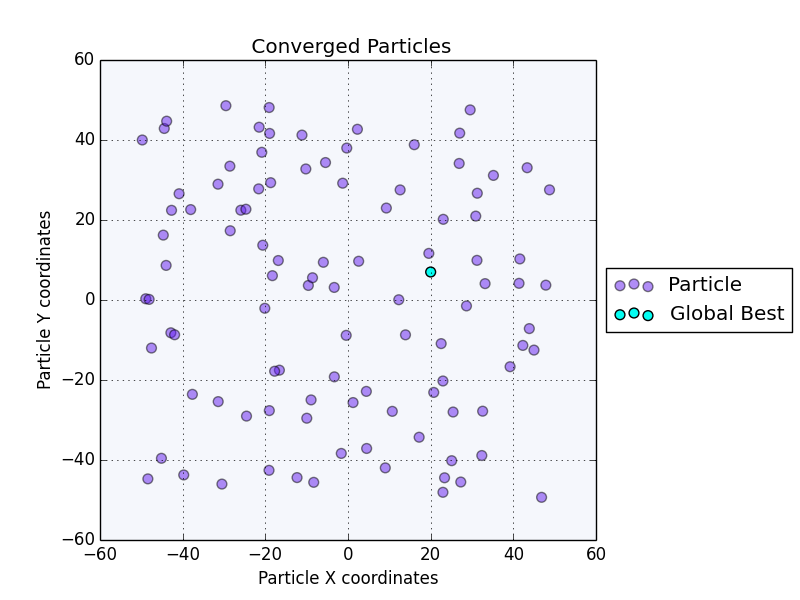 Converged Particles
60
40
20
0
−20
−40
−60
−60 −40 −20 0 20 40 60
Particle Y coordinates
Particle X coordinates
Particle
Global Best